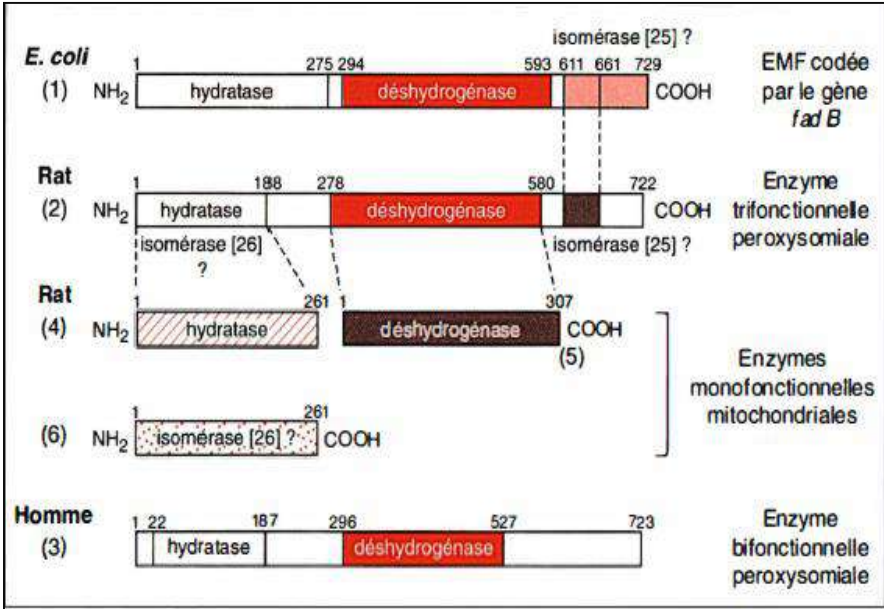 isomérase [25] ?
E. coli 1 275 294 593 611 661 729 EMF codée
(1) NH2 hydratase déshydrogénase COOH par le gène
fad B
Rat 1 188 278 580 722 Enzyme
(2) NH2 hydratase déshydrogénase COOH trifonctionnelle
isomérase [26] isomérase [25] ? peroxysomiale
?
Rat 1 261 1 307
(4) NH2 hydratase déshydrogénase COOH
(5) Enzymes
monofonctionnelles
mitochondriales
1 261
(6) NH2 isomérase [26] ? COOH
Homme 1 22 187 296 527 723 Enzyme
(3) hydratase déshydrogénase bifonctionnelle
peroxysomiale